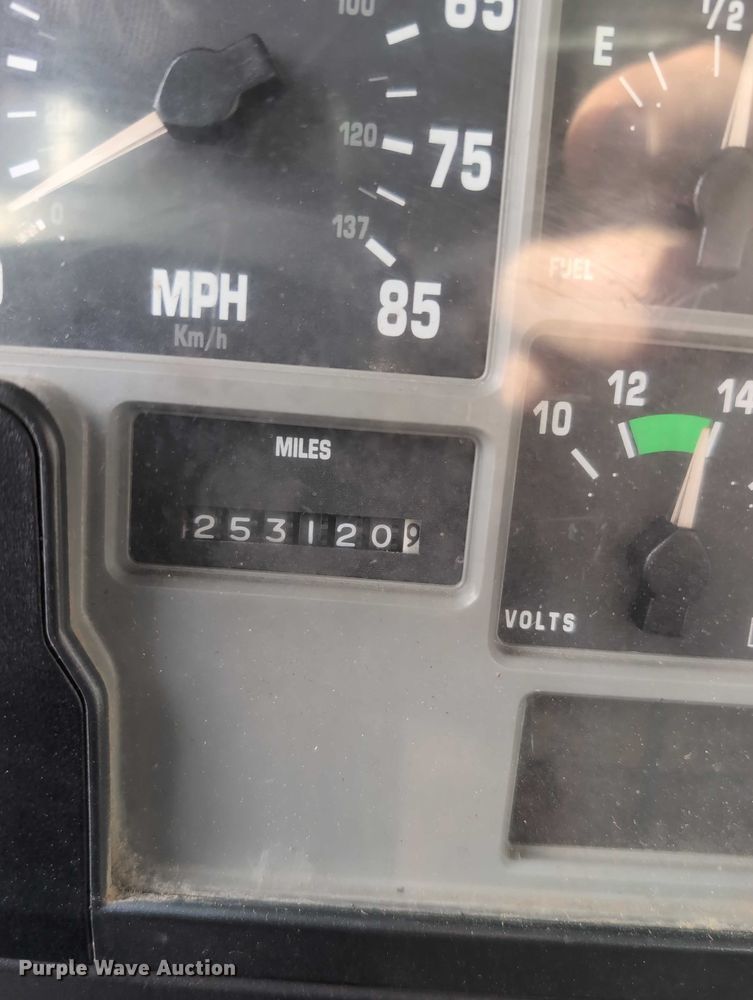 100
65
E
1/2
120
75
0
137
85
MPH
Km/h
FUEL
MILES
2531209
10 12 14
VOLTS
Purple Wave Auction